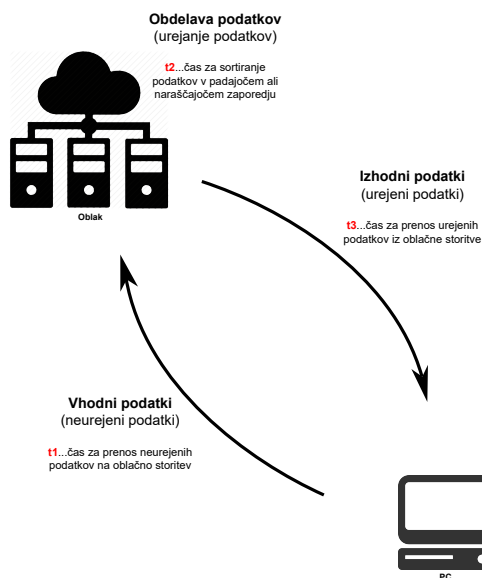 Obdelava podatkov
(urejanje podatkov)
t2...čas za sortiranje
podatkov v padajočem ali
naraščajočem zaporedju
Oblak
Izhodni podatki
(urejeni podatki)
t3...čas za prenos urejenih
podatkov iz oblačne storitve
Vhodni podatki
(neurejeni podatki)
t1...čas za prenos neurejenih
podatkov na oblačno storitev
PC